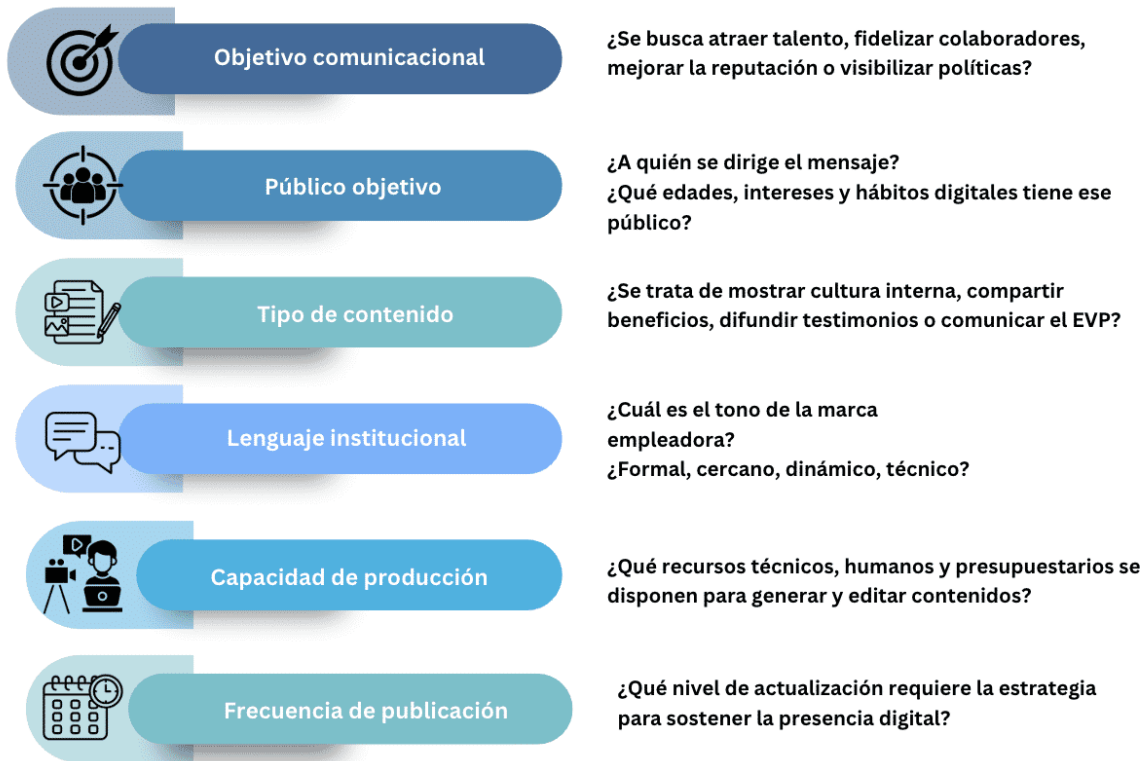 Objetivo comunicacional
¿Se busca atraer talento, fidelizar colaboradores,
mejorar la reputación o visibilizar políticas?
Público objetivo
¿A quién se dirige el mensaje?
¿Qué edades, intereses y hábitos digitales tiene ese
público?
Tipo de contenido
¿Se trata de mostrar cultura interna, compartir
beneficios, difundir testimonios o comunicar el EVP?
Lenguaje institucional
¿Cuál es el tono de la marca
empleadora?
¿Formal, cercano, dinámico, técnico?
Capacidad de producción
¿Qué recursos técnicos, humanos y presupuestarios se
disponen para generar y editar contenidos?
Frecuencia de publicación
¿Qué nivel de actualización requiere la estrategia
para sostener la presencia digital?